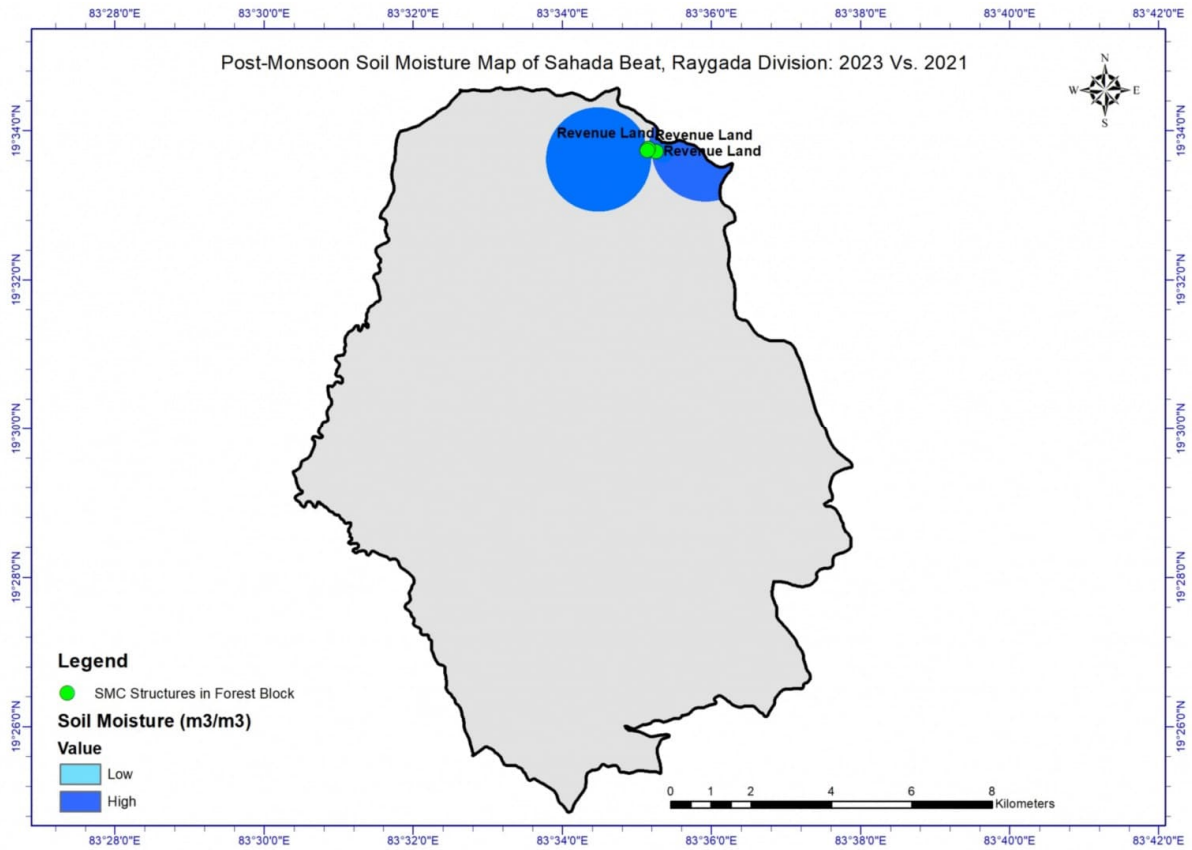 83°28'0"E 83°30'0"E 83°32'0"E 83°34'0"E 83°36'0"E 83°38'0"E 83°40'0"E 83°42'0"E
Post-Monsoon Soil Moisture Map of Sahada Beat, Raygada Division: 2023 Vs. 2021
N
W E
S
19°34'0"N 19°34'0"N
Revenue Land Revenue Land
Revenue Land
19°32'0"N 19°32'0"N
19°30'0"N 19°30'0"N
19°28'0"N 19°28'0"N
Legend
SMC Structures in Forest Block
Soil Moisture (m3/m3)
19°26'0"N 19°26'0"N
Value
Low
High
0 1 2 4 6 8
Kilometers
83°28'0"E 83°30'0"E 83°32'0"E 83°34'0"E 83°36'0"E 83°38'0"E 83°40'0"E 83°42'0"E